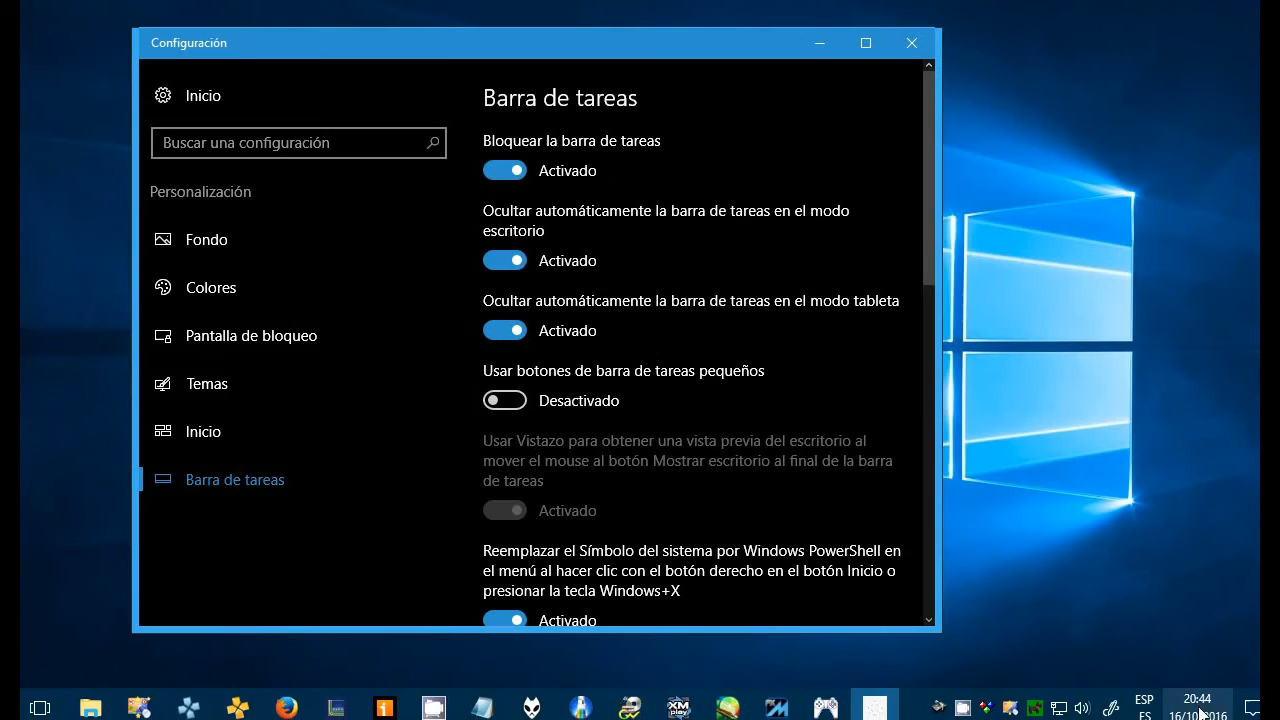 Configuración
Inicio
Buscar una configuración
Personalización
Fondo
Colores
Pantalla de bloqueo
Temas
Inicio
Barra de tareas
Barra de tareas
Bloquear la barra de tareas
Activado
Ocultar automáticamente la barra de tareas en el modo
escritorio
Activado
Ocultar automáticamente la barra de tareas en el modo tableta
Activado
Usar botones de barra de tareas pequeños
Desactivado
Usar Vistazo para obtener una vista previa del escritorio al
mover el mouse al botón Mostrar escritorio al final de la barra
de tareas
Activado
Reemplazar el Símbolo del sistema por Windows PowerShell en
el menú al hacer clic con el botón derecho en el botón Inicio o
presionar la tecla Windows+X
Activado
XM
play
ESP
ES
20:44
16/10/2016